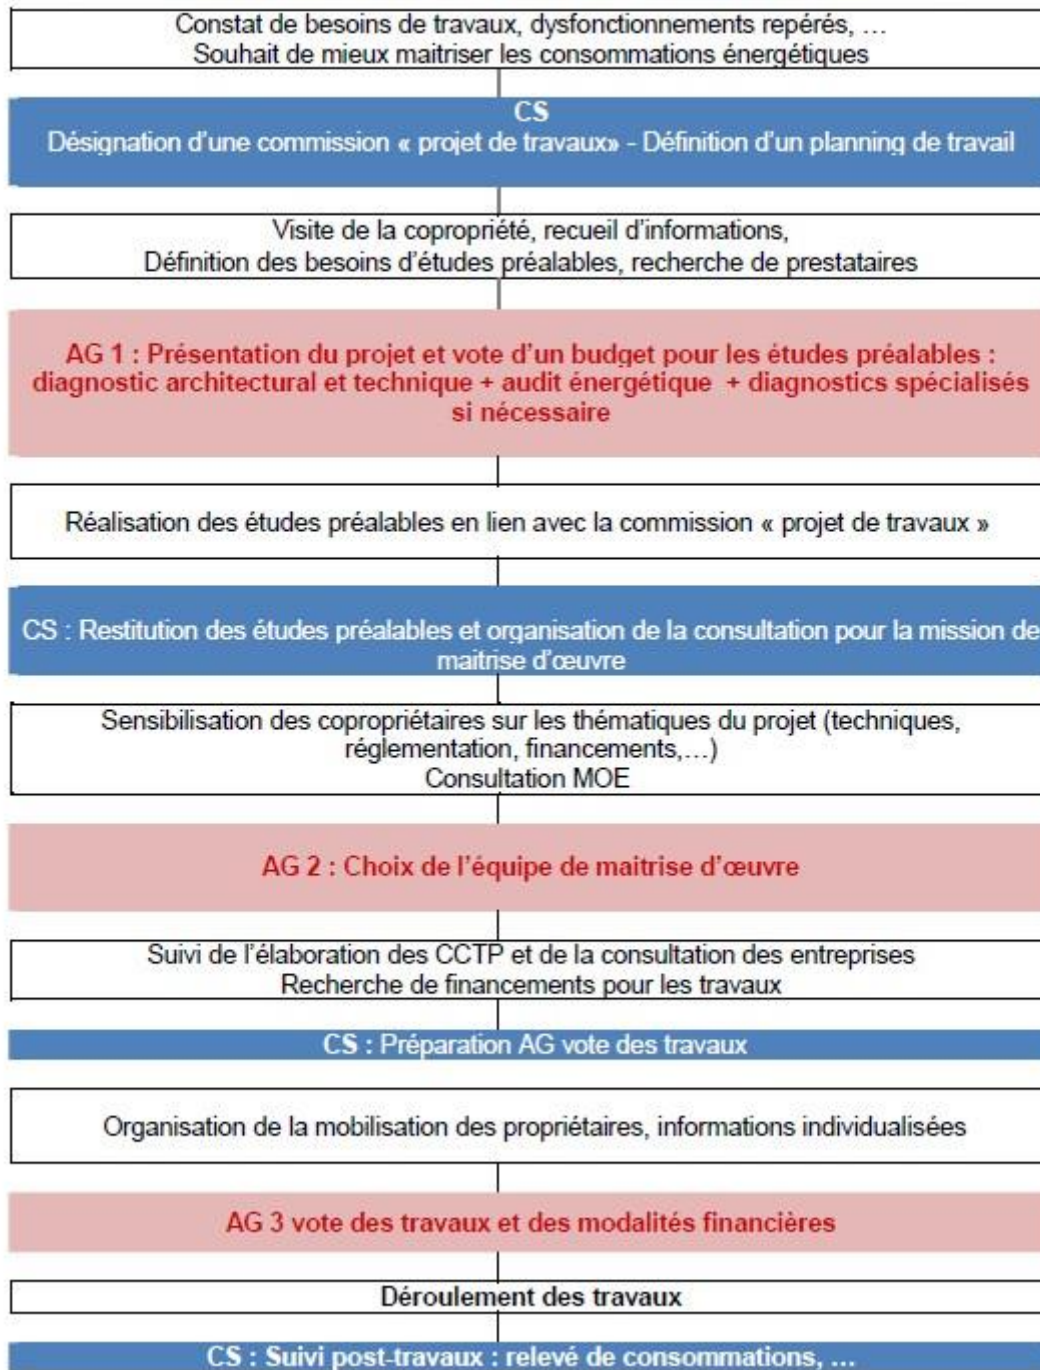 Constat de besoins de travaux, dysfonctionnements repérés, …
Souhait de mieux maitriser les consommations énergétiques
CS
Désignation d'une commission « projet de travaux» - Définition d'un planning de travail
Visite de la copropriété, recueil d'informations,
Définition des besoins d'études préalables, recherche de prestataires
AG 1 : Présentation du projet et vote d'un budget pour les études préalables :
diagnostic architectural et technique + audit énergétique + diagnostics spécialisés
si nécessaire
Réalisation des études préalables en lien avec la commission « projet de travaux »
CS : Restitution des études préalables et organisation de la consultation pour la mission de
maitrise d'œuvre
Sensibilisation des copropriétaires sur les thématiques du projet (techniques,
réglementation, financements,…)
Consultation MOE
AG 2 : Choix de l'équipe de maitrise d'œuvre
Suivi de l'élaboration des CCTP et de la consultation des entreprises
Recherche de financements pour les travaux
CS : Préparation AG vote des travaux
Organisation de la mobilisation des propriétaires, informations individualisées
AG 3 vote des travaux et des modalités financières
Déroulement des travaux
CS : Suivi post-travaux : relevé de consommations, …